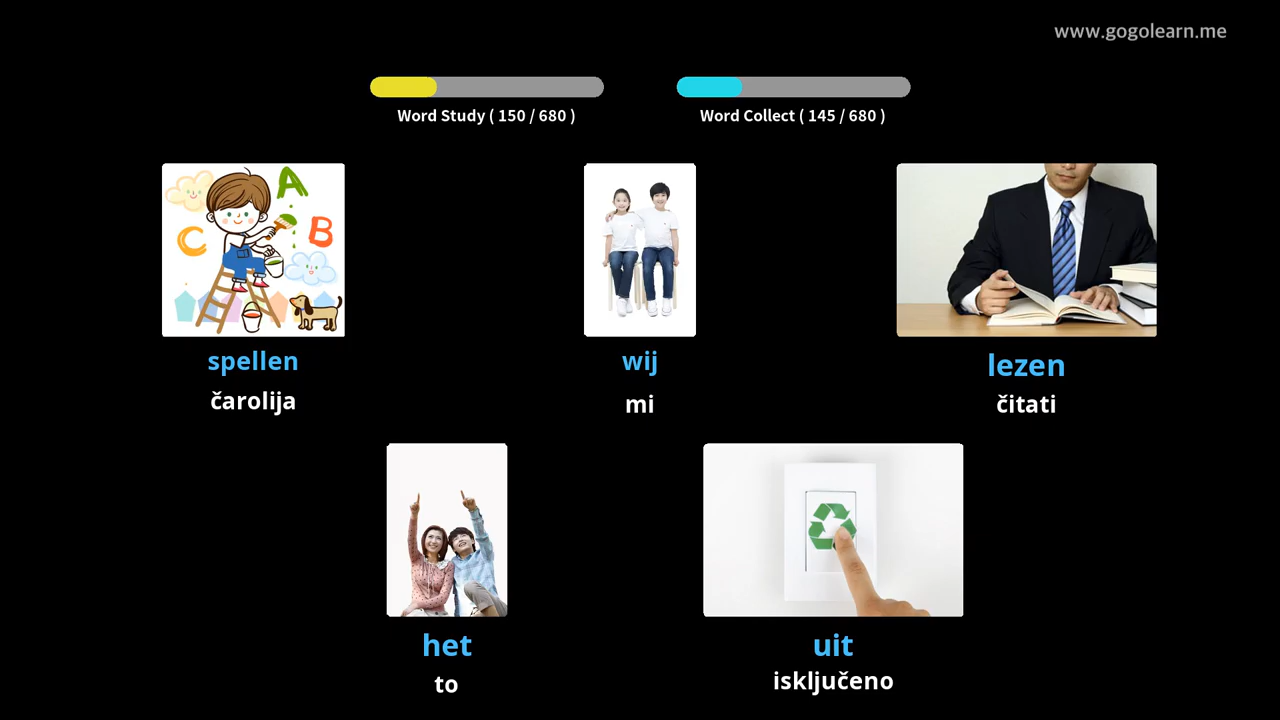 www.gogolearn.me
Word Study ( 150 / 680 )
Word Collect ( 145 / 680 )
A
B
C
spellen
čarolija
wij
mi
lezen
čitati
het
to
uit
isključeno